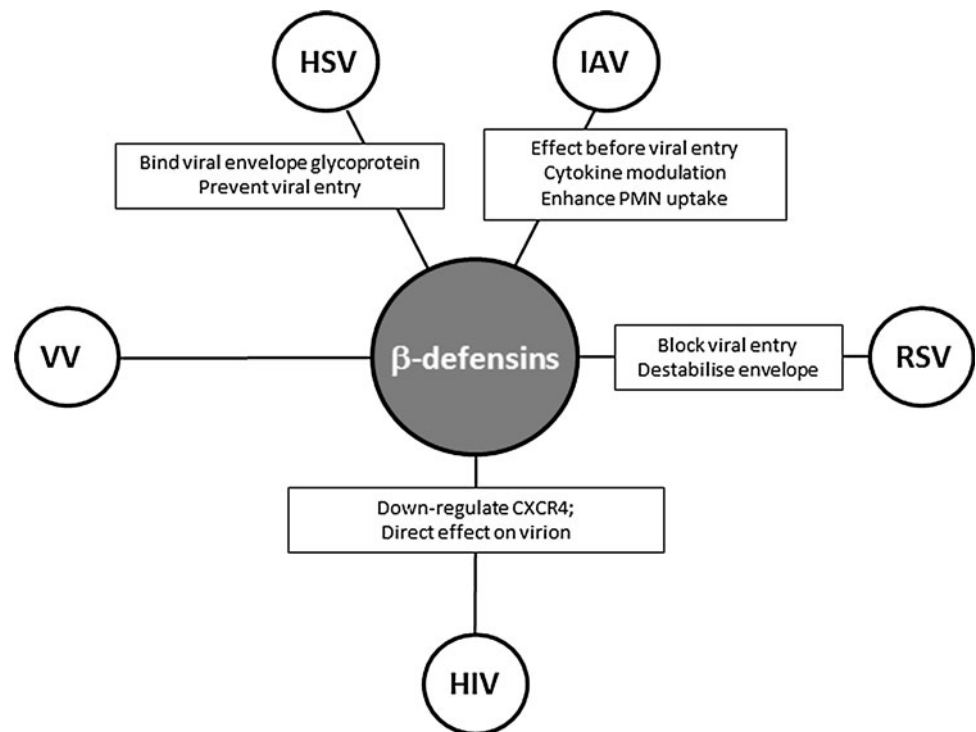 HSV
IAV
Bind viral envelope glycoprotein
Prevent viral entry
Effect before viral entry
Cytokine modulation
Enhance PMN uptake
VV
β-defensins
Block viral entry
Destabilise envelope
RSV
Down-regulate CXCR4;
Direct effect on virion
HIV